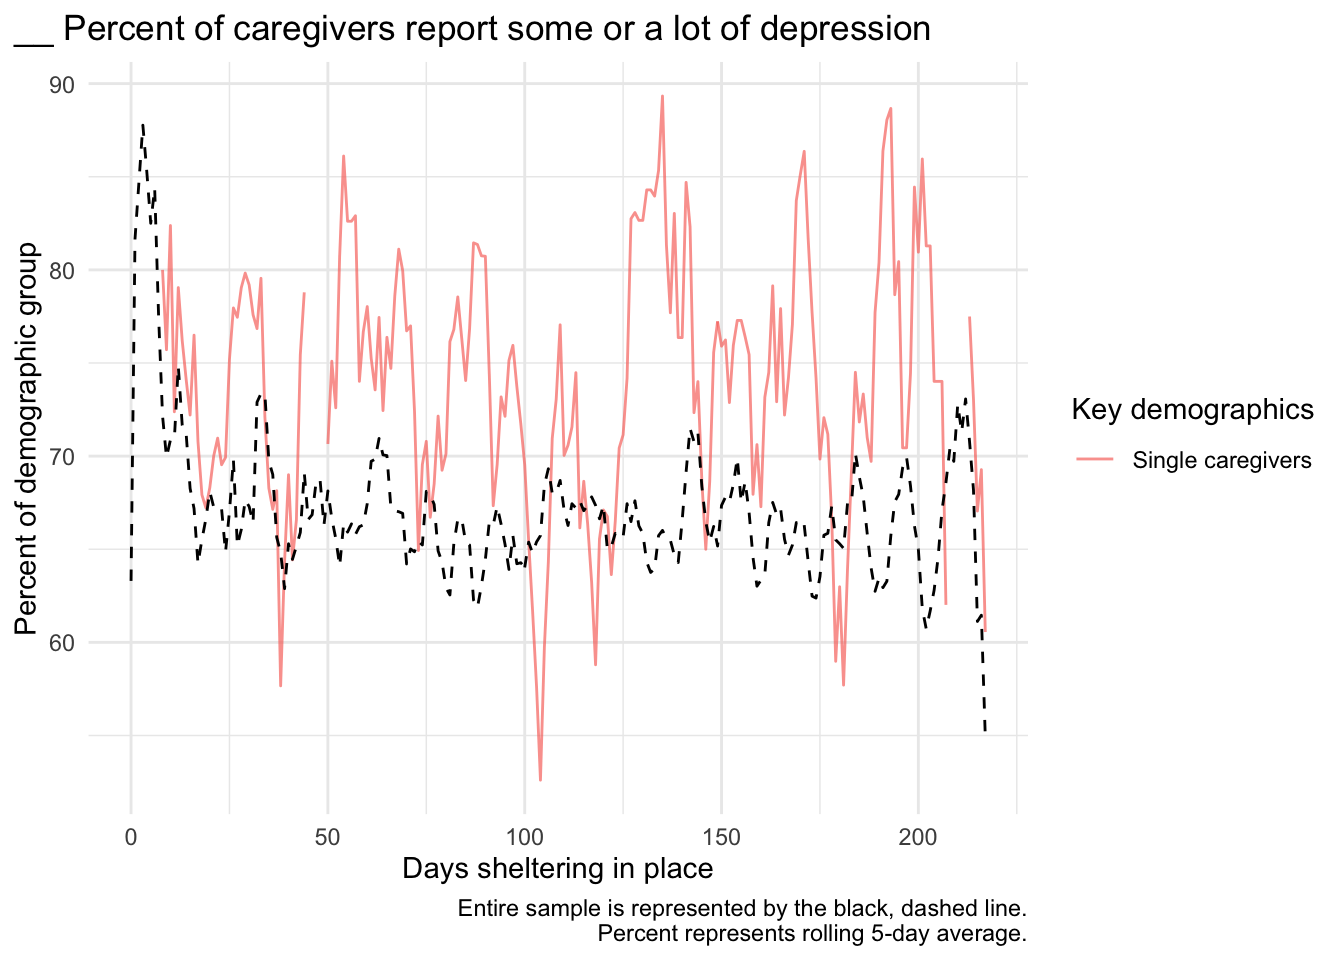 __ Percent of caregivers report some or a lot of depression
Percent of demographic group
90
80
70
60
0
50
100
150
200
Days sheltering in place
Key demographics
Single caregivers
Entire sample is represented by the black, dashed line.
Percent represents rolling 5-day average.